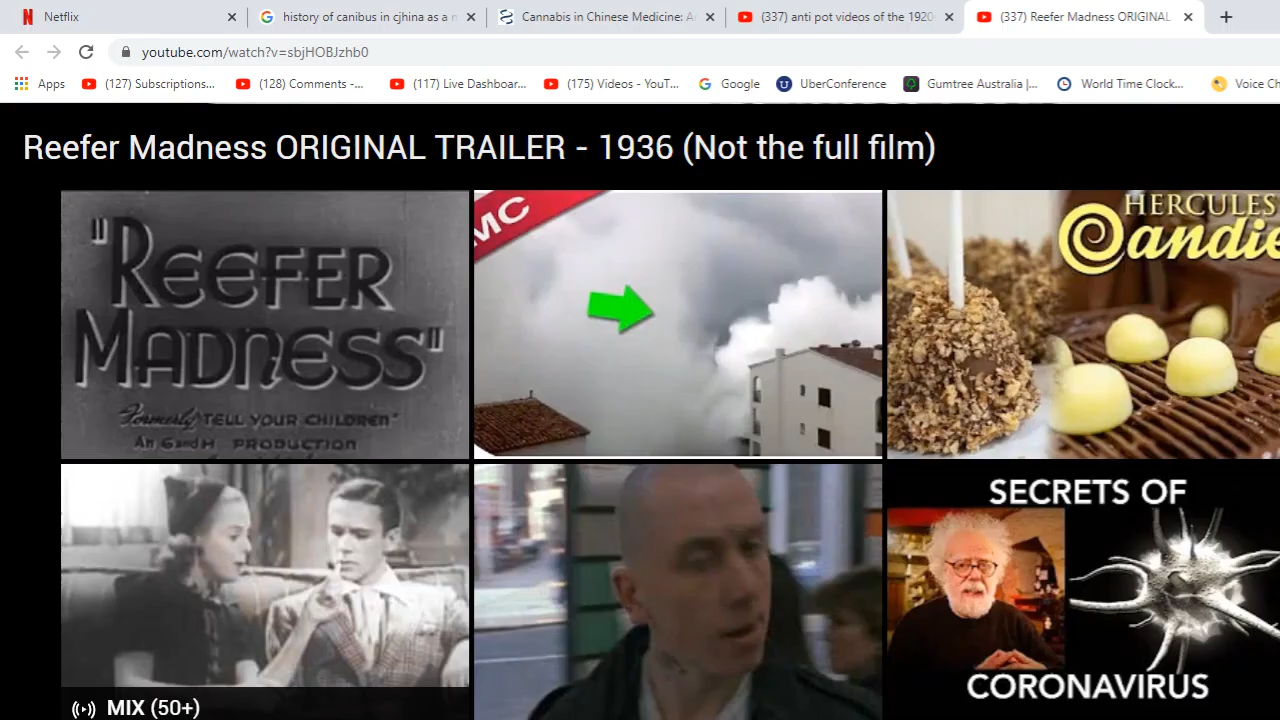 Netflix
history of canibus in cjhina as a m
Cannabis in Chinese Medicine: A
(337) anti pot videos of the 1920
(337) Reefer Madness ORIGINAL
youtube.com/watch?v=sbjHOBJzhb0
Apps
(127) Subscriptions...
(128) Comments -...
(117) Live Dashboar...
(175) Videos - YouT...
Google
UberConference
Gumtree Australia |...
World Time Clock...
Voice Ch
Reefer Madness ORIGINAL TRAILER - 1936 (Not the full film)
"REEFER
MADNESS"
Formerly "TELL YOUR CHILDREN"
An G and H PRODUCTION
MC
HERCULES
Candie
MIX (50+)
SECRETS OF
CORONAVIRUS